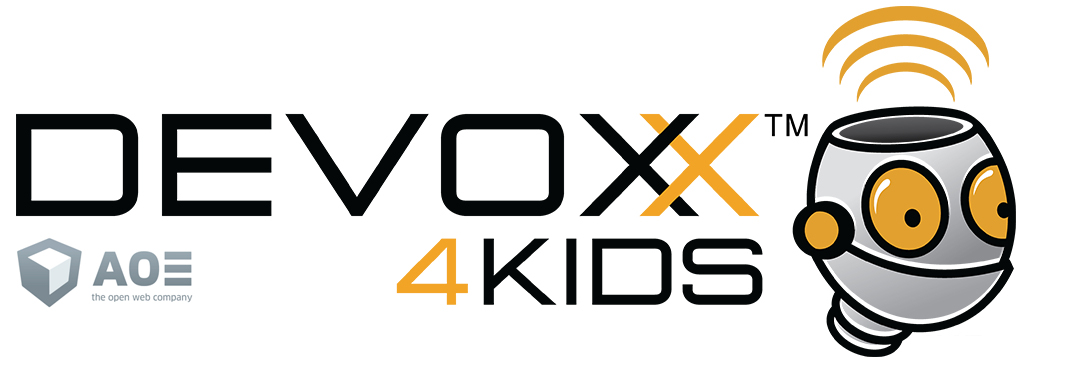 DEVOXX™
4KIDS
AOE
the open web company